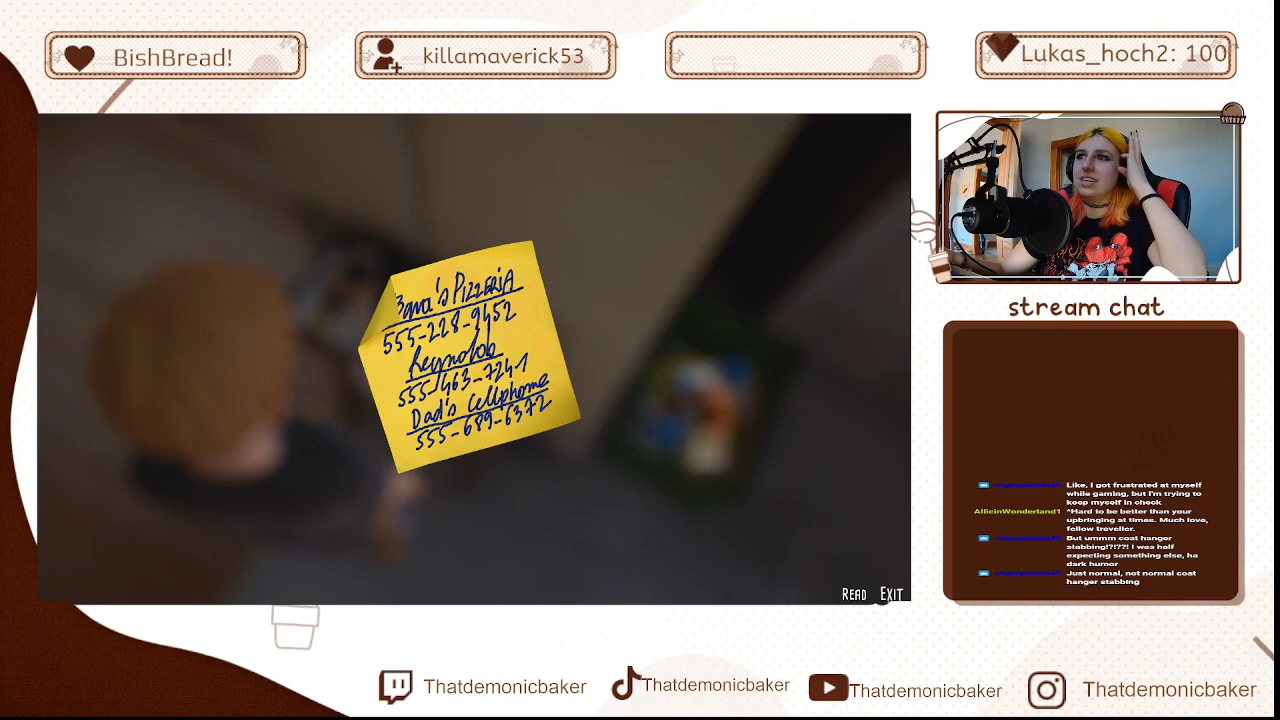 BishBread!
killamaverick53
Lukas_hoch2: 100
's PIZZERIA
555-228-9452
Reynolds
555-463-7241
Dad's Cellphone
555-689-6372
READ EXIT
stream chat
Like, I got frustrated at myself
while gaming, but I'm trying to
keep myself in check
AllieinWonderland1 ^Hard to be better than your
upbringing at times. Much love,
fellow traveller.
But ummm coat hanger
stabbing!?!??! I was half
expecting something else, ha
dark humor
Just normal, not normal coat
hanger stabbing
Thatdemonicbaker
Thatdemonicbaker
Thatdemonicbaker
Thatdemonicbaker